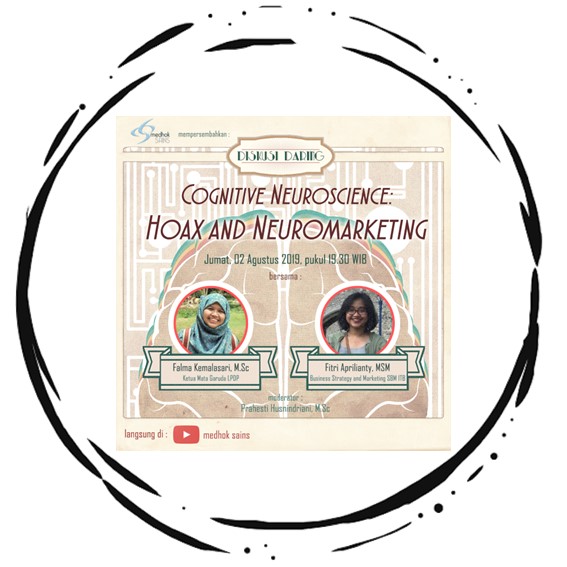 medhok
SAINS
mempersembahkan :
DISKUSI DARING
COGNITIVE NEUROSCIENCE:
HOAX AND NEUROMARKETING
Jumat, 02 Agustus 2019, pukul 19.30 WIB
bersama :
Falma Kemalasari, M.Sc
Ketua Mata Garuda LPDP
Fitri Aprilianty, MSM
Business Strategy and Marketing SBM ITB
moderator :
Prahesti Husnindriani, M.Sc
langsung di :
medhok sains